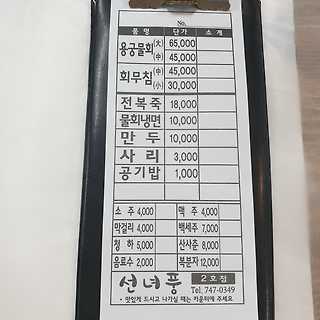 No.
품 명 단 가 소 계
용궁물회 (大) 65,000
(中) 45,000
회무침 (中) 45,000
(小) 30,000
전복죽 18,000
물회냉면 10,000
만 두 10,000
사 리 3,000
공기밥 1,000
소 주 4,000 맥 주 4,000
막걸리 4,000 백세주 7,000
청 하 5,000 산사춘 8,000
음료수 2,000 복분자 12,000
선녀풍 2호점
Tel. 747-0349
• 맛있게 드시고 나가실 때는 카운터에 주세요.